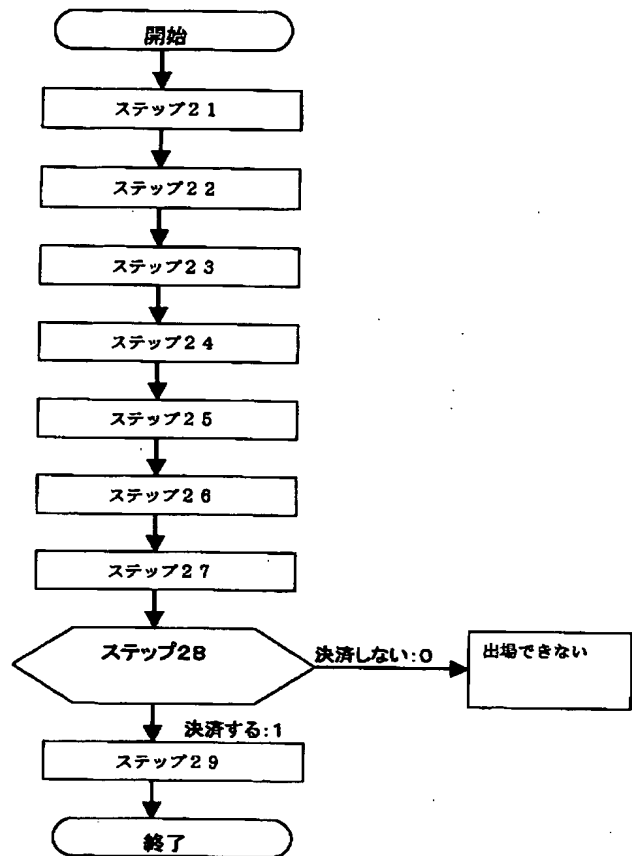 開始
ステップ２１
ステップ２２
ステップ２３
ステップ２４
ステップ２５
ステップ２６
ステップ２７
ステップ28
決済しない:0
出場できない
決済する:1
ステップ２９
終了